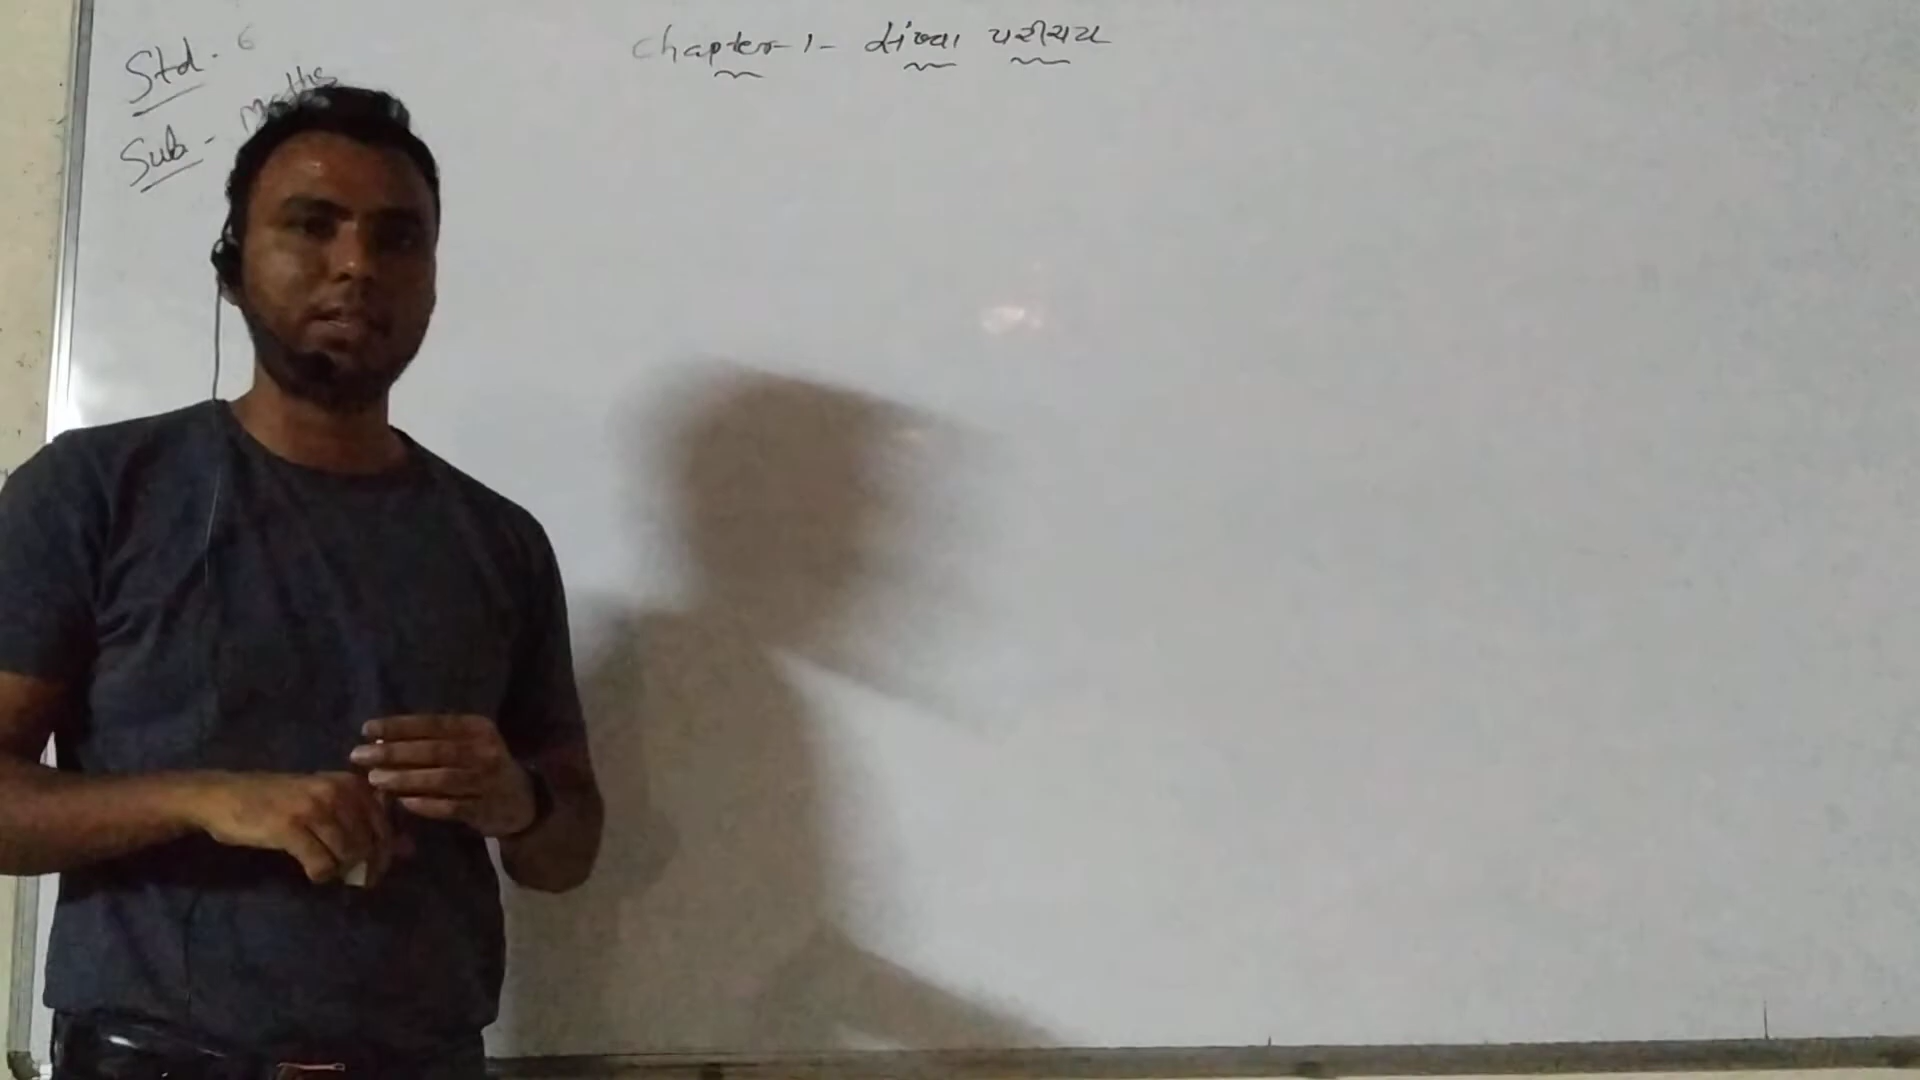 Std. 6
Chapter-1- સંખ્યા પરીચય
Sub - Maths